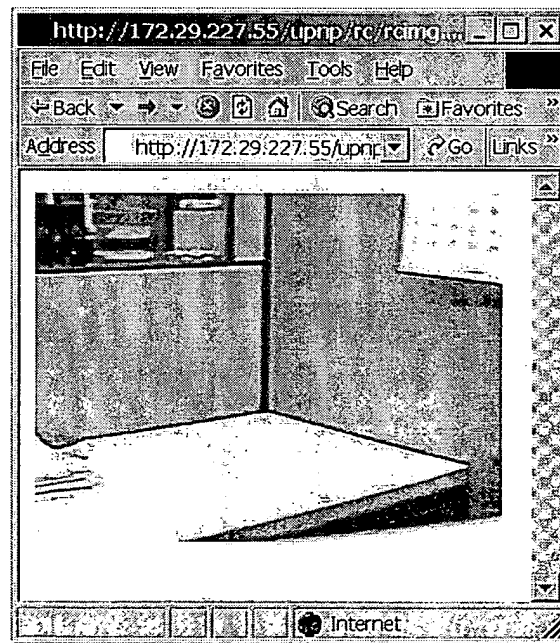 http://172.29.227.55/upnp/rc/rcimg....
File Edit View Favorites Tools Help
Back Search Favorites »
Address http://172.29.227.55/upnp Go Links »
Internet